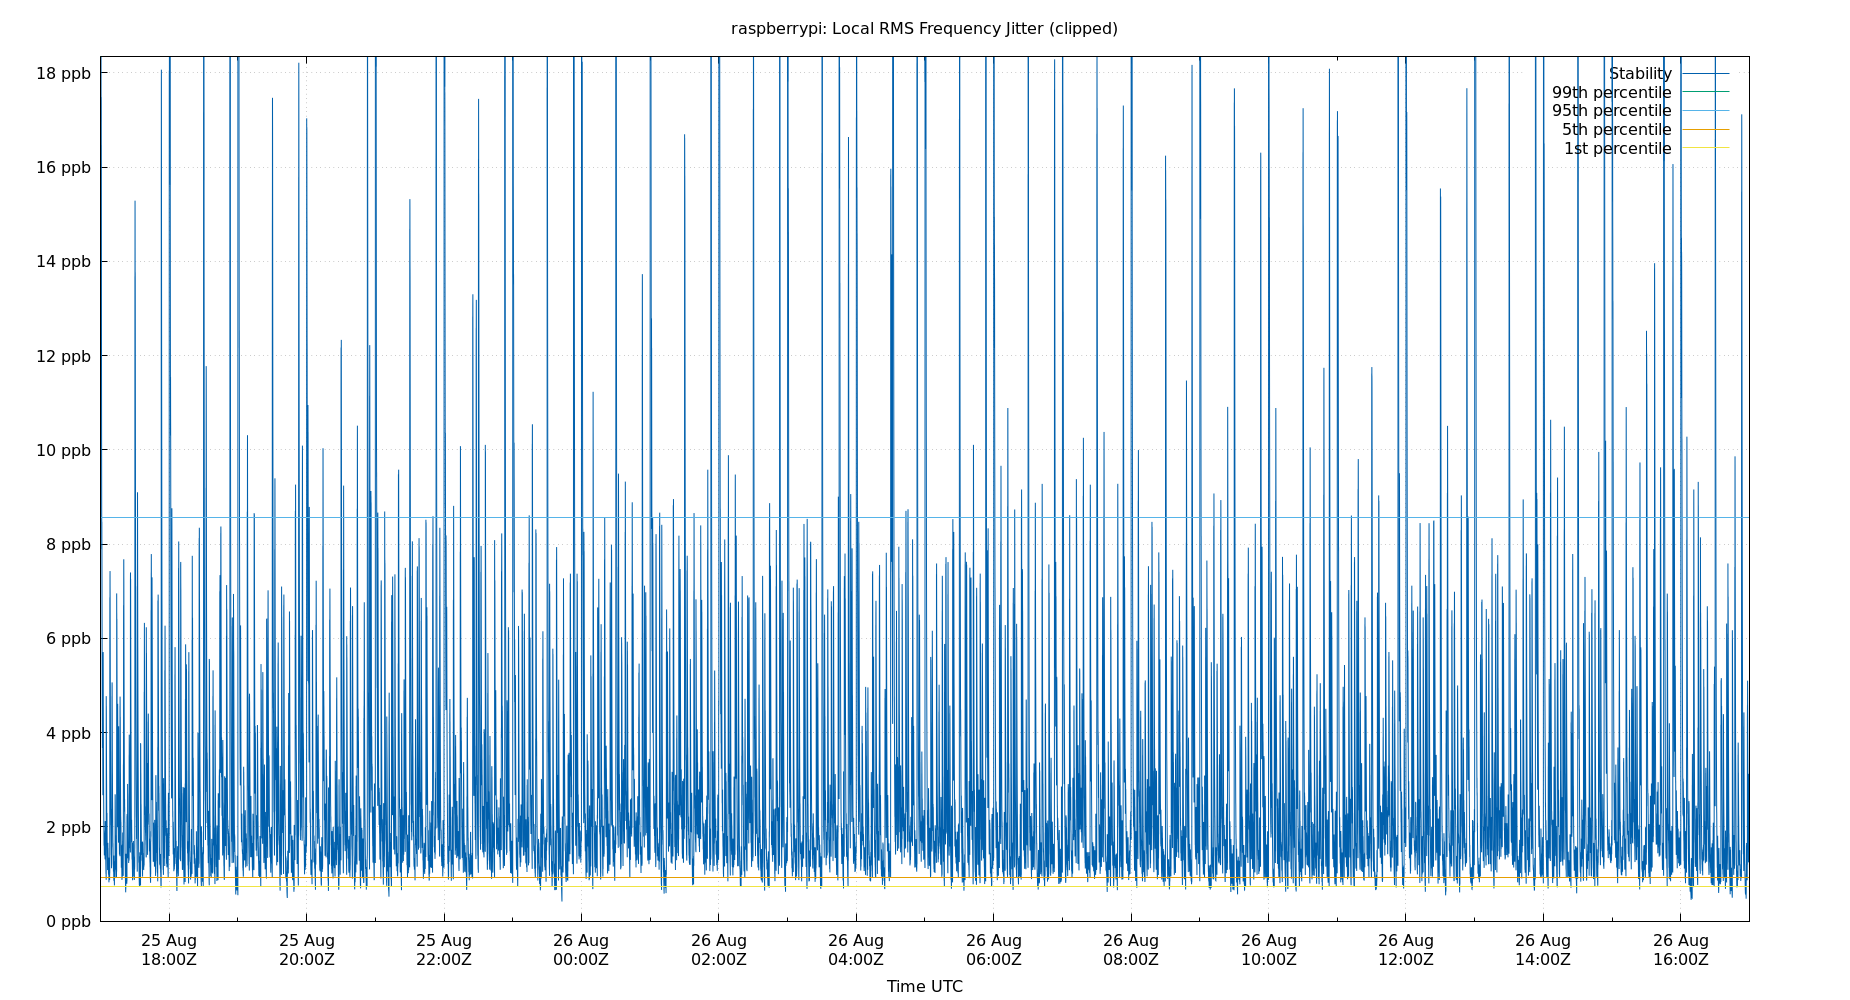 raspberrypi: Local RMS Frequency Jitter (clipped)
18 ppb
16 ppb
14 ppb
12 ppb
10 ppb
8 ppb
6 ppb
4 ppb
2 ppb
0 ppb
Stability
99th percentile
95th percentile
5th percentile
1st percentile
25 Aug 25 Aug 25 Aug 26 Aug 26 Aug 26 Aug 26 Aug 26 Aug 26 Aug 26 Aug 26 Aug 26 Aug
18:00Z 20:00Z 22:00Z 00:00Z 02:00Z 04:00Z 06:00Z 08:00Z 10:00Z 12:00Z 14:00Z 16:00Z
Time UTC